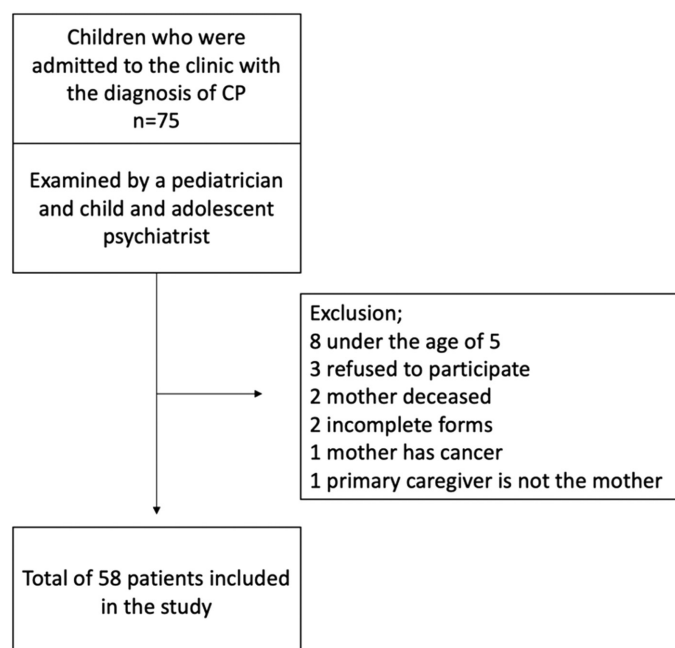 Children who were
admitted to the clinic with
the diagnosis of CP
n=75
Examined by a pediatrician
and child and adolescent
psychiatrist
Exclusion;
8 under the age of 5
3 refused to participate
2 mother deceased
2 incomplete forms
1 mother has cancer
1 primary caregiver is not the mother
Total of 58 patients included
in the study